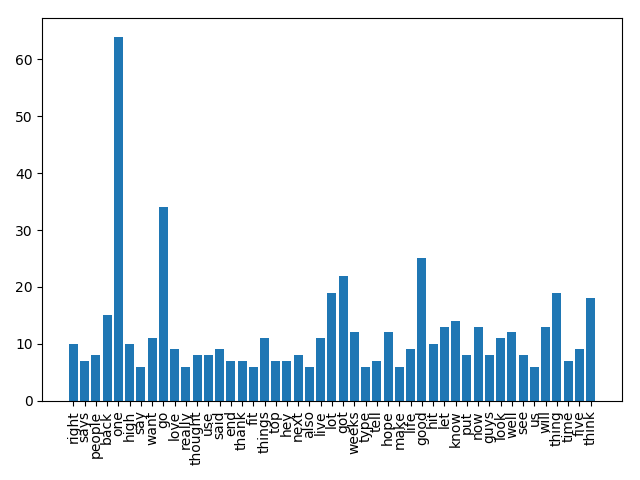 60
50
40
30
20
10
0
right
says
people
back
one
high
say
want
go
love
really
thought
use
said
end
thank
fit
things
top
hey
next
also
live
lot
got
weeks
type
tell
hope
make
life
good
hit
let
know
put
now
guys
look
well
see
us
will
thing
time
five
think